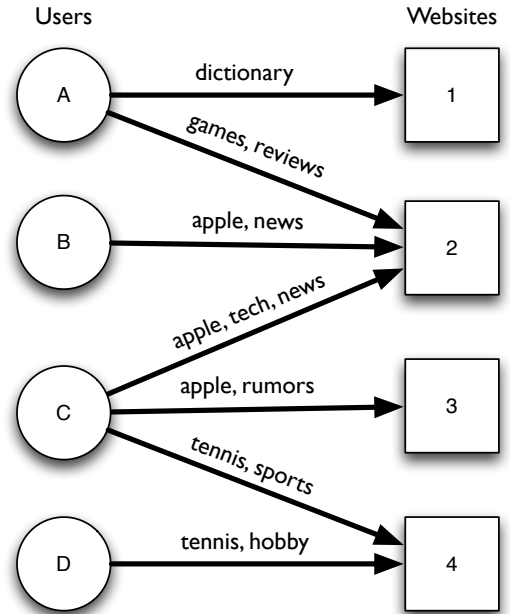 Users Websites
A dictionary 1
games, reviews
B apple, news 2
apple, tech, news
C apple, rumors 3
tennis, sports
D tennis, hobby 4